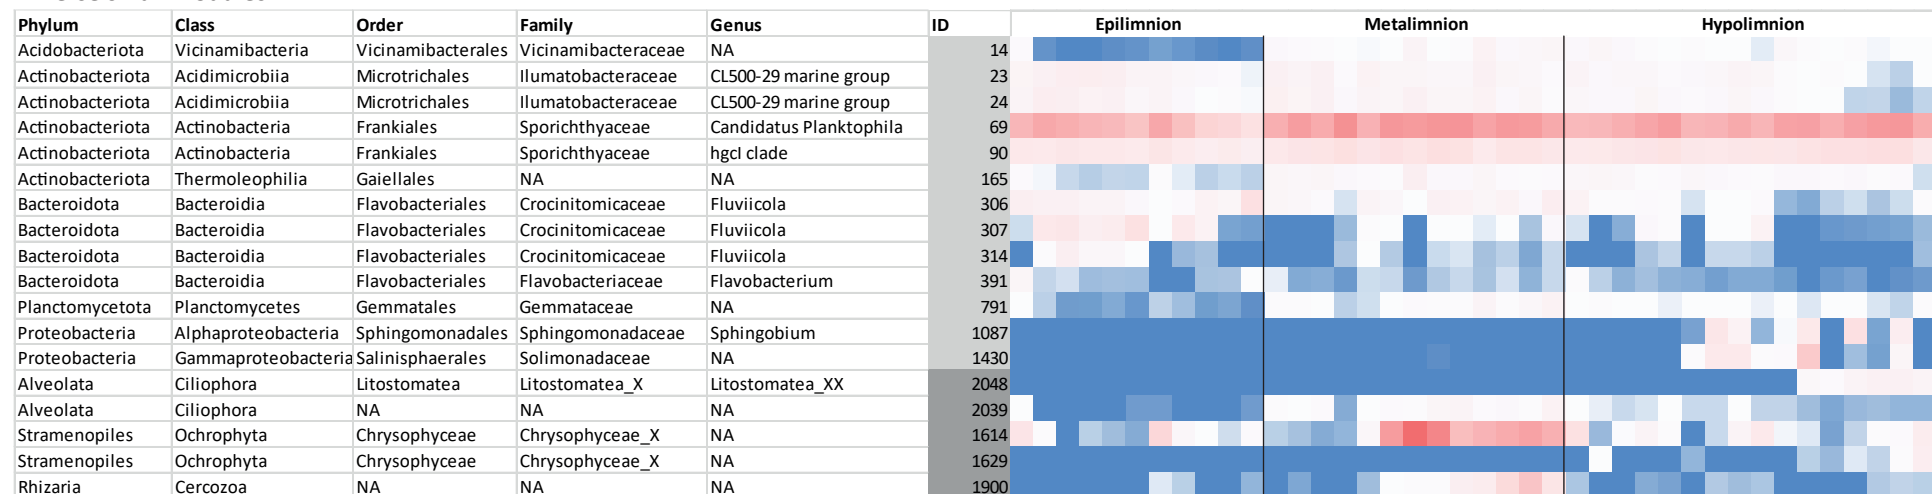 Phylum Class Order Family Genus ID Epilimnion Metalimnion Hypolimnion
Acidobacteriota Vicinamibacteria Vicinamibacterales Vicinamibacteraceae NA 14
Actinobacteriota Acidimicrobiia Microtrichales Ilumatobacteraceae CL500-29 marine group 23
Actinobacteriota Acidimicrobiia Microtrichales Ilumatobacteraceae CL500-29 marine group 24
Actinobacteriota Actinobacteria Frankiales Sporichthyaceae Candidatus Planktophila 69
Actinobacteriota Actinobacteria Frankiales Sporichthyaceae hgcI clade 90
Actinobacteriota Thermoleophilia Gaiellales NA NA 165
Bacteroidota Bacteroidia Flavobacteriales Crocinitomicaceae Fluviicola 306
Bacteroidota Bacteroidia Flavobacteriales Crocinitomicaceae Fluviicola 307
Bacteroidota Bacteroidia Flavobacteriales Crocinitomicaceae Fluviicola 314
Bacteroidota Bacteroidia Flavobacteriales Flavobacteriaceae Flavobacterium 391
Planctomycetota Planctomycetes Gemmatales Gemmataceae NA 791
Proteobacteria Alphaproteobacteria Sphingomonadales Sphingomonadaceae Sphingobium 1087
Proteobacteria Gammaproteobacteria Salinisphaerales Solimonadaceae NA 1430
Alveolata Ciliophora Litostomatea Litostomatea_X Litostomatea_XX 2048
Alveolata Ciliophora NA NA NA 2039
Stramenopiles Ochrophyta Chrysophyceae Chrysophyceae_X NA 1614
Stramenopiles Ochrophyta Chrysophyceae Chrysophyceae_X NA 1629
Rhizaria Cercozoa NA NA NA 1900